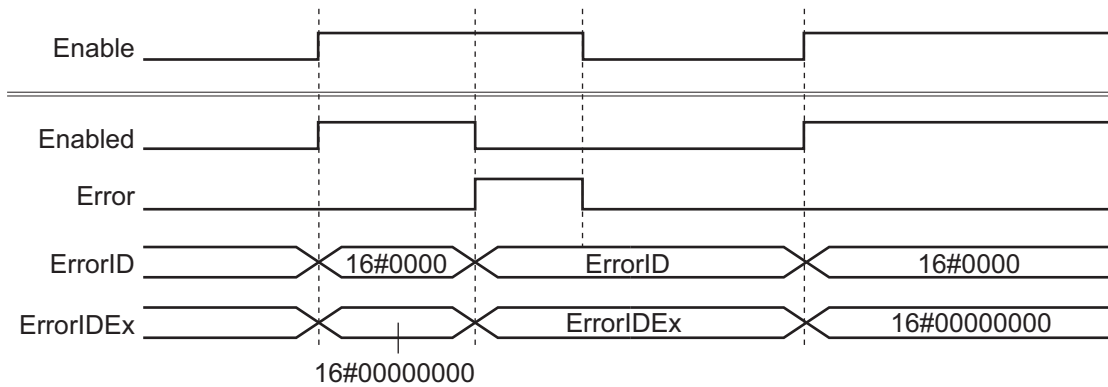 Enable
Enabled
Error
ErrorID 16#0000 ErrorID 16#0000
ErrorIDEx ErrorIDEx 16#00000000
16#00000000